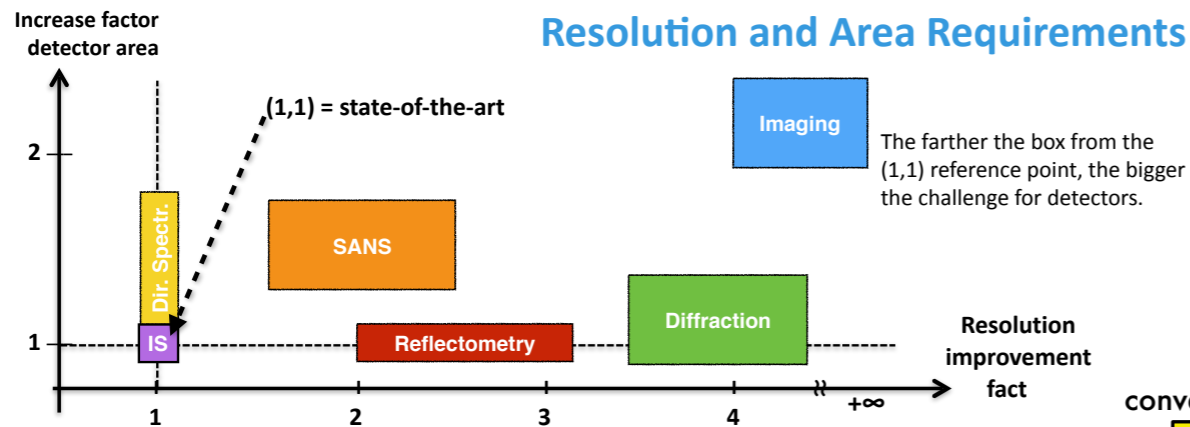 Increase factor
detector area
Resolution and Area Requirements
(1,1) = state-of-the-art
Imaging
The farther the box from the
(1,1) reference point, the bigger
the challenge for detectors.
2
Dir. Spectr.
SANS
Diffraction
1
IS
Reflectometry
Resolution
improvement
fact
1
2
3
4
+∞
conv